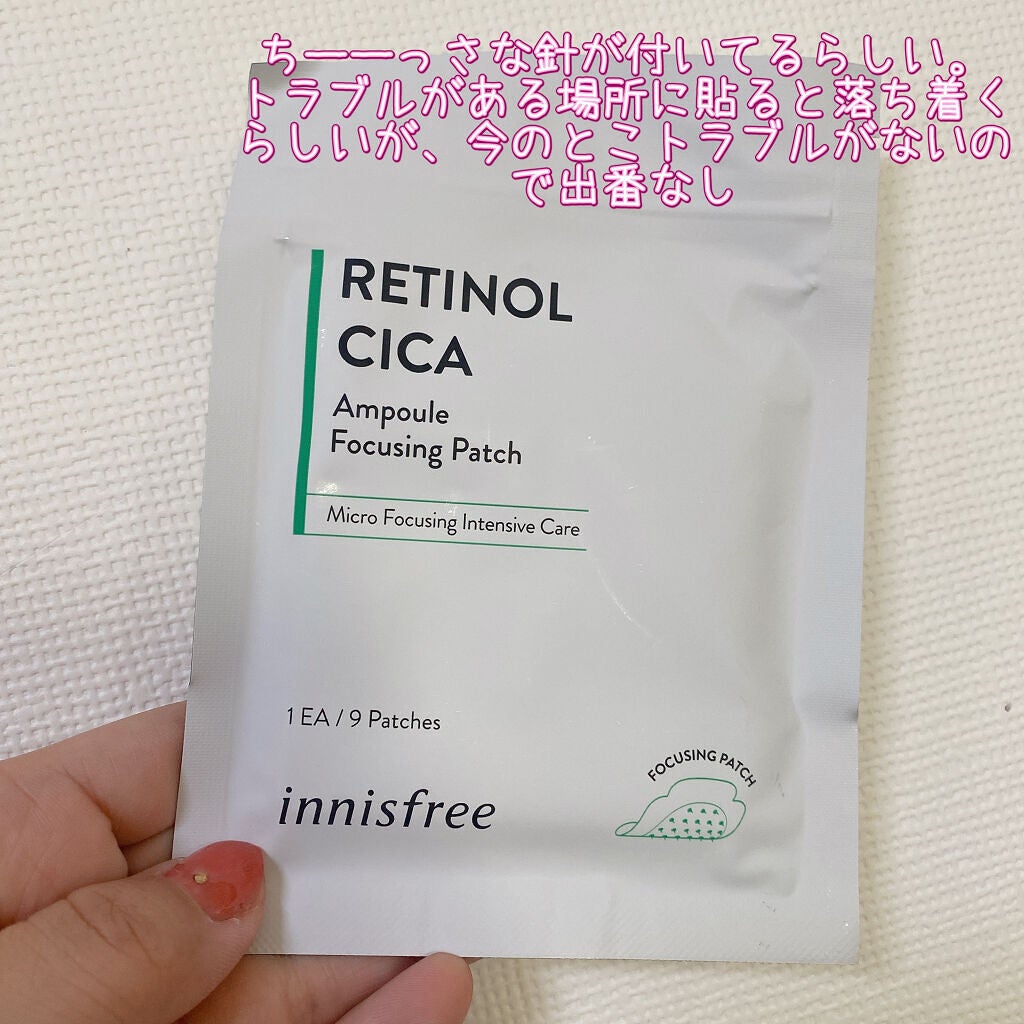 ちーーっさな針が付いてるらしい。
トラブルがある場所に貼ると落ち着く
らしいが、今のとこトラブルがないの
で出番なし
RETINOL
CICA
Ampoule
Focusing Patch
Micro Focusing Intensive Care
1 EA / 9 Patches
innisfree
FOCUSING PATCH